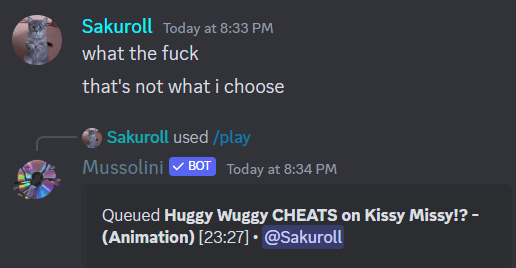 Sakuroll Today at 8:33 PM
what the fuck
that's not what i choose
Sakuroll used /play
Mussolini BOT Today at 8:34 PM
Queued Huggy Wuggy CHEATS on Kissy Missy!? -
(Animation) [23:27] • @Sakuroll